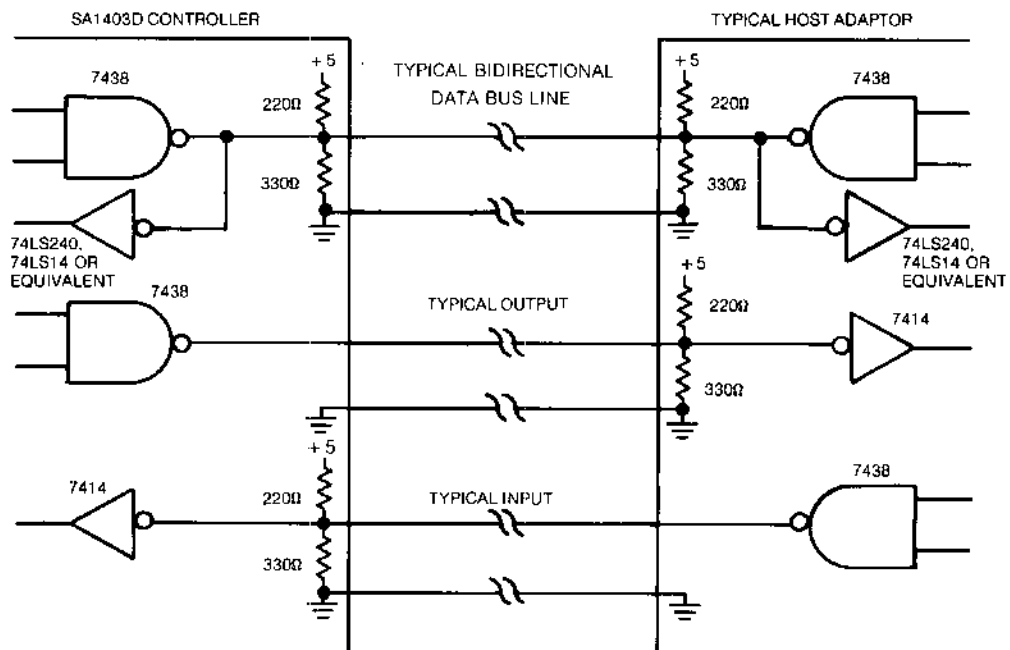 SA1403D CONTROLLER
TYPICAL HOST ADAPTOR
+5
+5
7438
TYPICAL BIDIRECTIONAL
DATA BUS LINE
7438
220Ω
220Ω
330Ω
330Ω
74LS240,
74LS14 OR
EQUIVALENT
74LS240,
74LS14 OR
EQUIVALENT
+5
7438
TYPICAL OUTPUT
220Ω
7414
330Ω
+5
7414
220Ω
TYPICAL INPUT
7438
330Ω